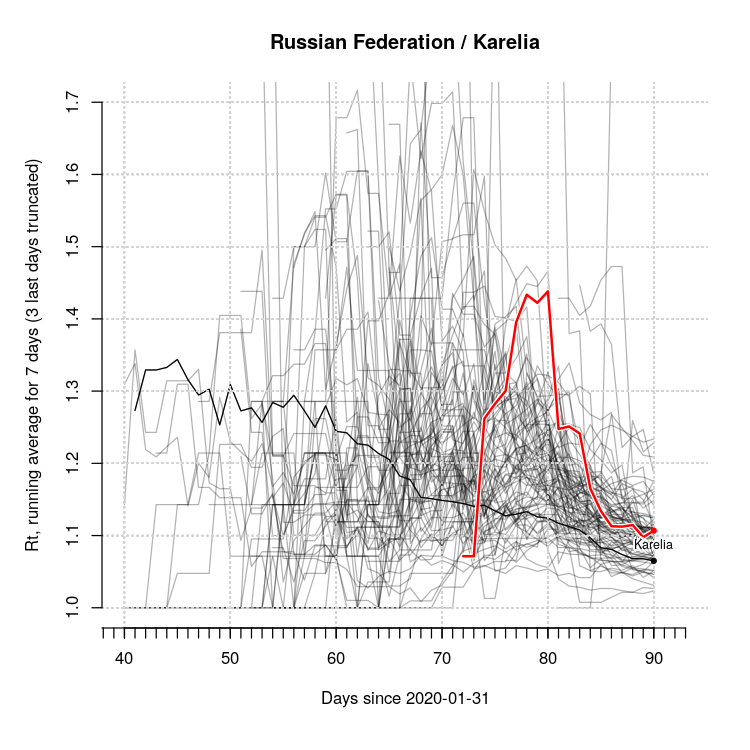 Russian Federation / Karelia
Rt, running average for 7 days (3 last days truncated)
1.7
1.6
1.5
1.4
1.3
1.2
1.1
1.0
Karelia
40 50 60 70 80 90
Days since 2020-01-31